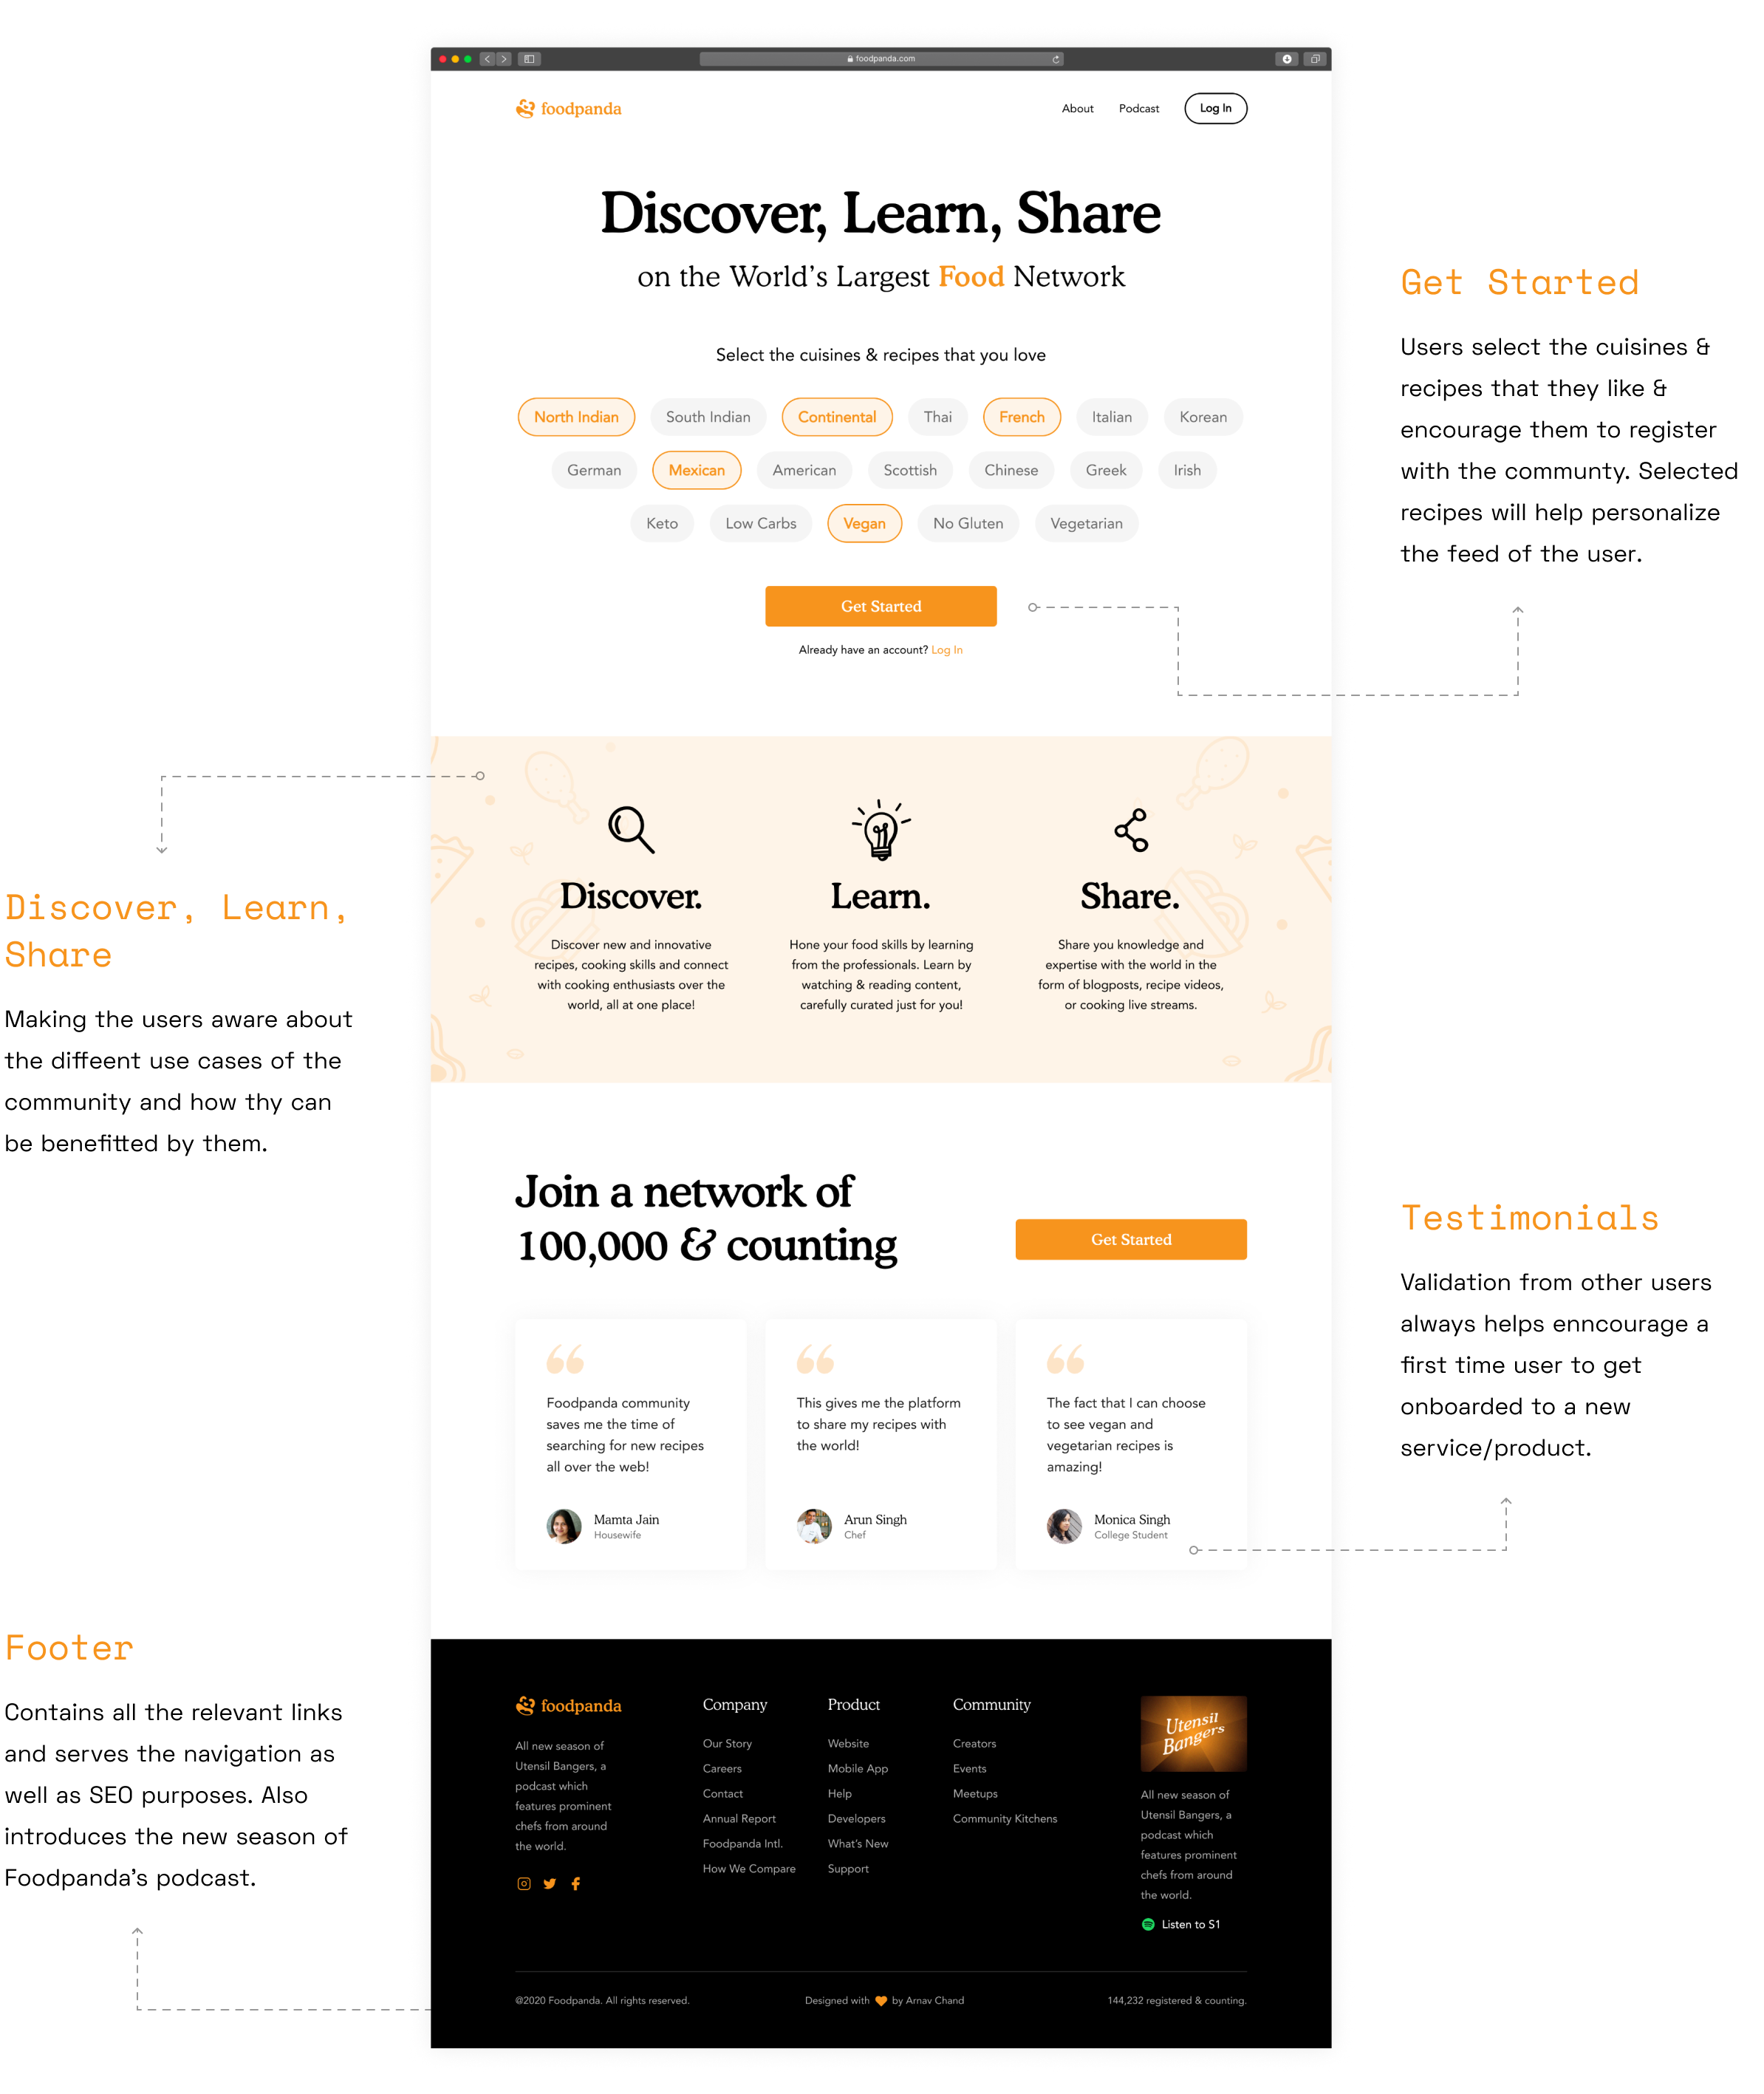 foodpanda.com
foodpanda
About Podcast Log In
Discover, Learn, Share
on the World's Largest Food Network
Select the cuisines & recipes that you love
North Indian South Indian Continental Thai French Italian Korean
German Mexican American Scottish Chinese Greek Irish
Keto Low Carbs Vegan No Gluten Vegetarian
Get Started
Already have an account? Log In
Get Started
Users select the cuisines &
recipes that they like &
encourage them to register
with the communty. Selected
recipes will help personalize
the feed of the user.
Discover, Learn,
Share
Making the users aware about
the diffeent use cases of the
community and how thy can
be benefitted by them.
Discover.
Discover new and innovative
recipes, cooking skills and connect
with cooking enthusiasts over the
world, all at one place!
Learn.
Hone your food skills by learning
from the professionals. Learn by
watching & reading content,
carefully curated just for you!
Share.
Share you knowledge and
expertise with the world in the
form of blogposts, recipe videos,
or cooking live streams.
Join a network of
100,000 & counting
Get Started
Foodpanda community
saves me the time of
searching for new recipes
all over the web!
Mamta Jain
Housewife
This gives me the platform
to share my recipes with
the world!
Arun Singh
Chef
The fact that I can choose
to see vegan and
vegetarian recipes is
amazing!
Monica Singh
College Student
Testimonials
Validation from other users
always helps enncourage a
first time user to get
onboarded to a new
service/product.
Footer
Contains all the relevant links
and serves the navigation as
well as SEO purposes. Also
introduces the new season of
Foodpanda's podcast.
foodpanda
All new season of
Utensil Bangers, a
podcast which
features prominent
chefs from around
the world.
Company
Our Story
Careers
Contact
Annual Report
Foodpanda Intl.
How We Compare
Product
Website
Mobile App
Help
Developers
What's New
Support
Community
Creators
Events
Meetups
Community Kitchens
Utensil
Bangers
All new season of
Utensil Bangers, a
podcast which
features prominent
chefs from around
the world.
Listen to S1
@2020 Foodpanda. All rights reserved.
Designed with 🧡 by Arnav Chand
144,232 registered & counting.